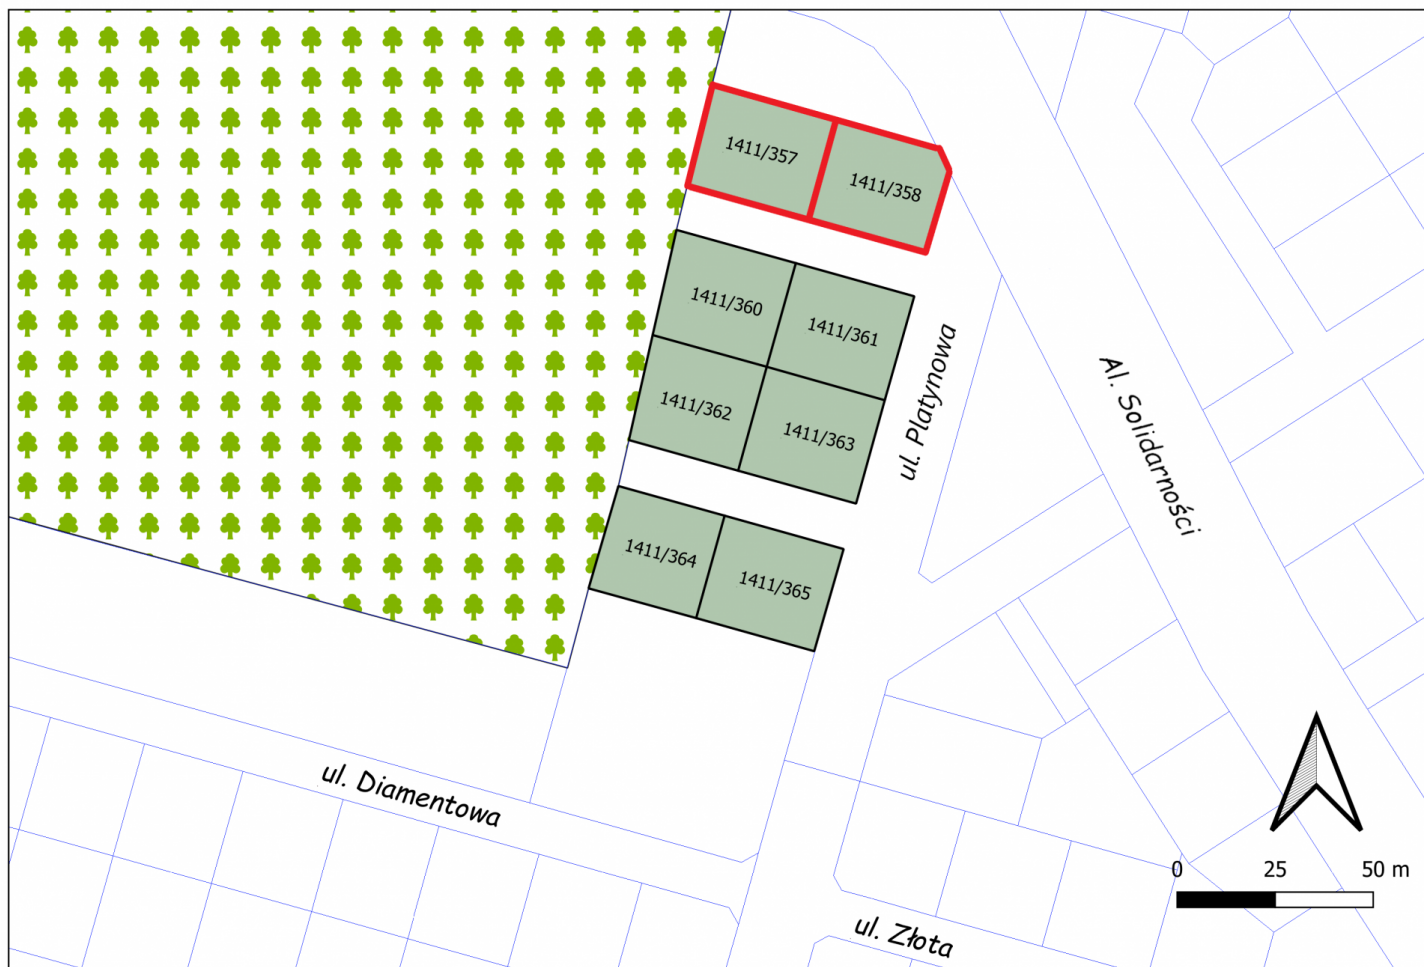 1411/357
1411/358
1411/360
1411/361
1411/362
1411/363
ul. Platynowa
Al. Solidarności
1411/364
1411/365
ul. Diamentowa
ul. Złota
0 25 50 m